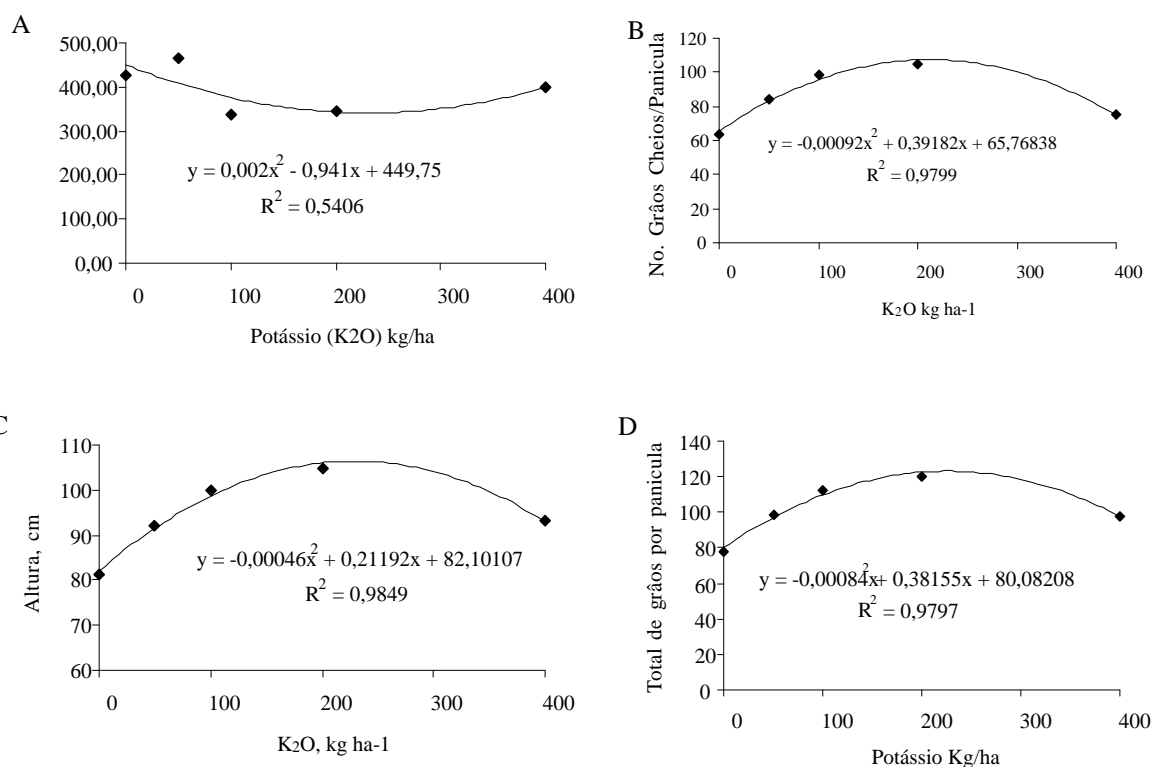 A
500,00
400,00
300,00
200,00
100,00
0,00
y = 0,002x² - 0,941x + 449,75
R² = 0,5406
0 100 200 300 400
Potássio (K2O) kg/ha
B
No. Grâos Cheios/Panicula
120
100
80
60
40
20
0
y = -0,00092x² + 0,39182x + 65,76838
R² = 0,9799
0 100 200 300 400
K₂O kg ha-1
C
Altura, cm
110
100
90
80
70
60
y = -0,00046x² + 0,21192x + 82,10107
R² = 0,9849
0 100 200 300 400
K₂O, kg ha-1
D
Total de grâos por panicula
140
120
100
80
60
40
20
0
y = -0,00084x² + 0,38155x + 80,08208
R² = 0,9797
0 100 200 300 400
Potássio Kg/ha